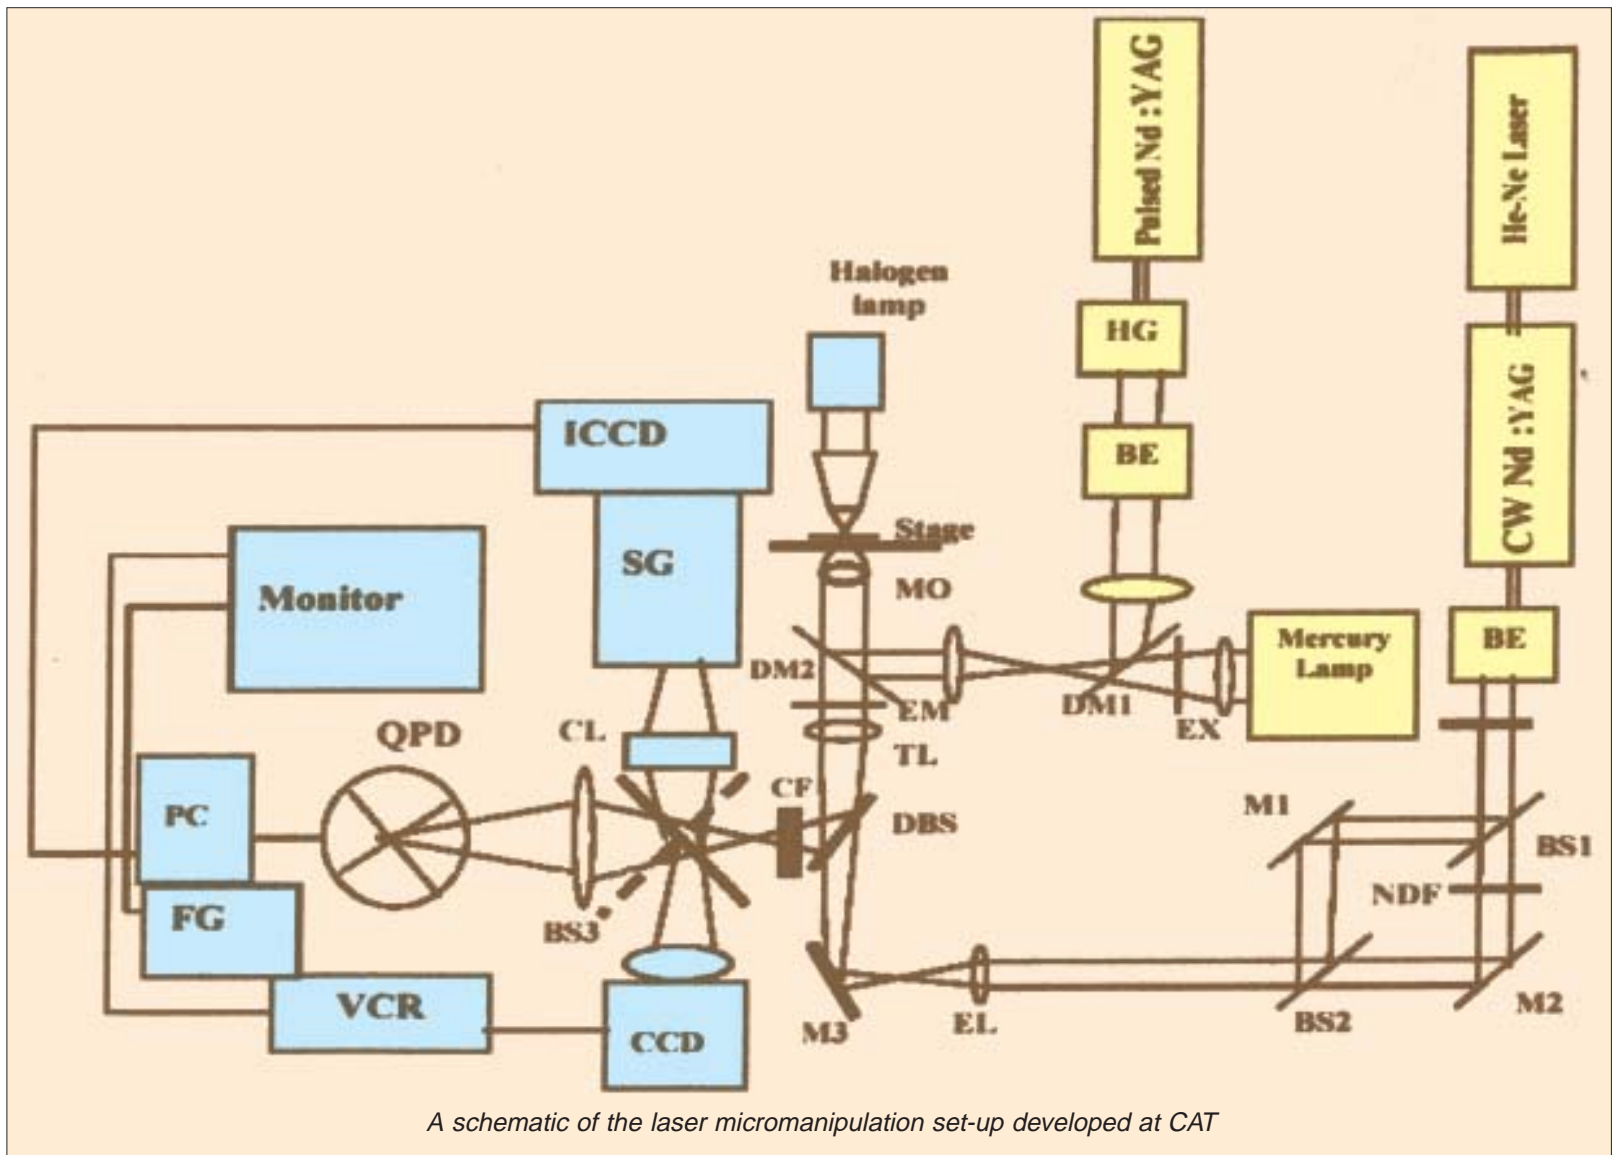 Pulsed Nd :YAG
He-Ne Laser
Halogen
lamp
HG
CW Nd :YAG
ICCD
BE
Stage
SG
MO
Monitor
Mercury
Lamp
BE
DM2
EM
DM1
EX
QPD
CL
TL
CF
PC
DBS
M1
BS1
NDF
FG
BS3
VCR
CCD
M3
EL
BS2
M2
A schematic of the laser micromanipulation set-up developed at CAT